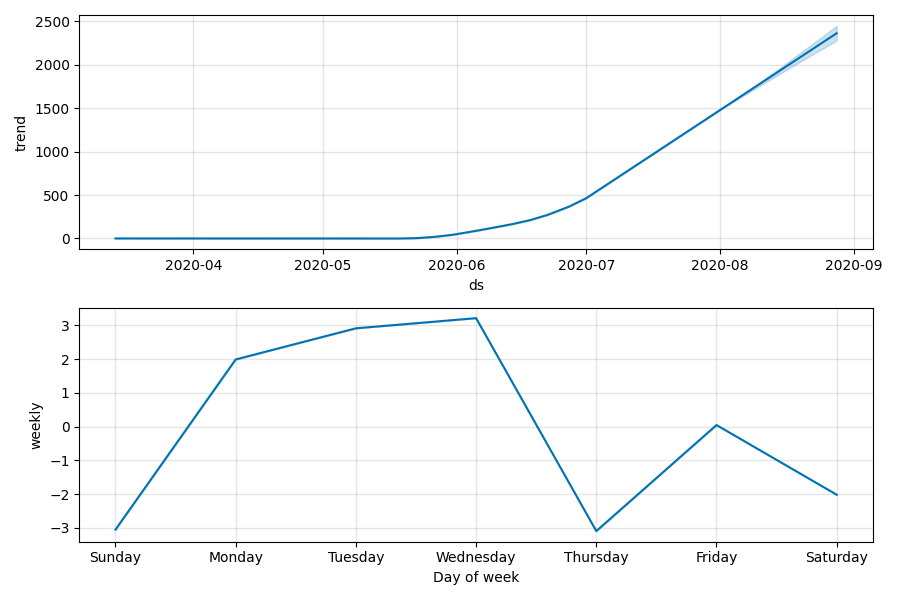 2500
2000
1500
1000
500
0
trend
2020-04 2020-05 2020-06 2020-07 2020-08 2020-09
ds
3
2
1
0
−1
−2
−3
weekly
Sunday Monday Tuesday Wednesday Thursday Friday Saturday
Day of week